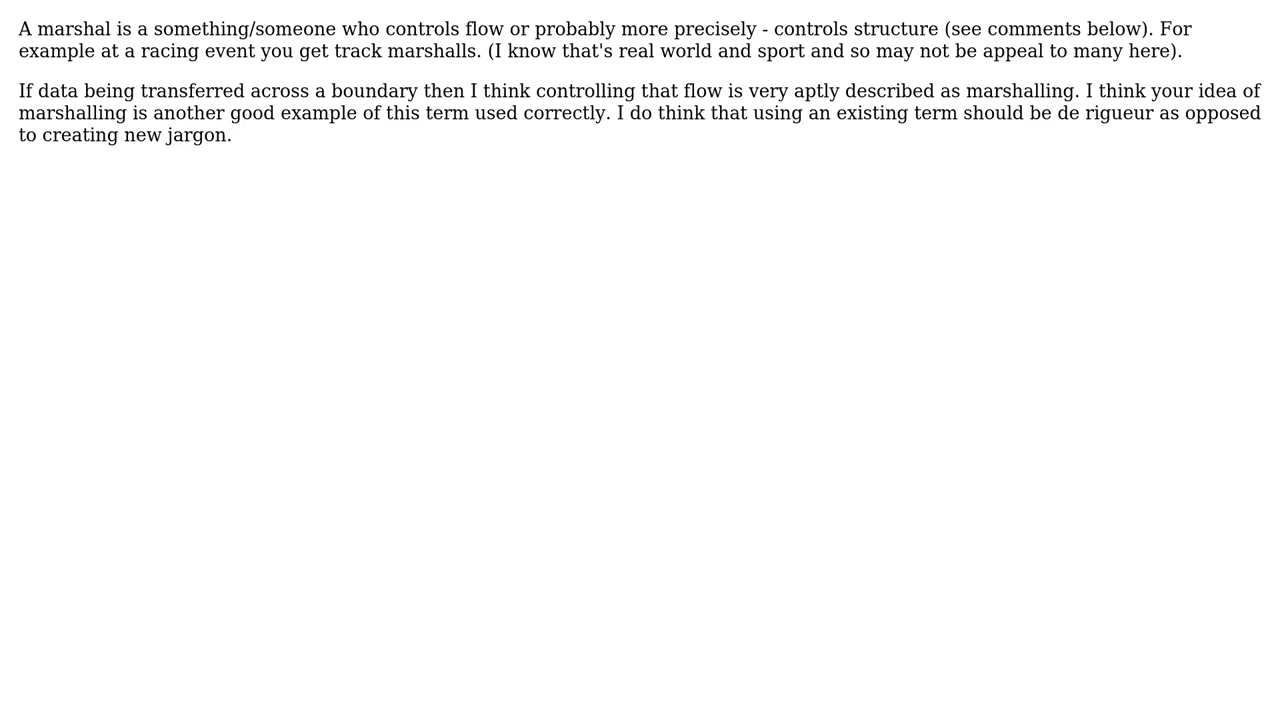 A marshal is a something/someone who controls flow or probably more precisely - controls structure (see comments below). For
example at a racing event you get track marshalls. (I know that's real world and sport and so may not be appeal to many here).
If data being transferred across a boundary then I think controlling that flow is very aptly described as marshalling. I think your idea of
marshalling is another good example of this term used correctly. I do think that using an existing term should be de rigueur as opposed
to creating new jargon.